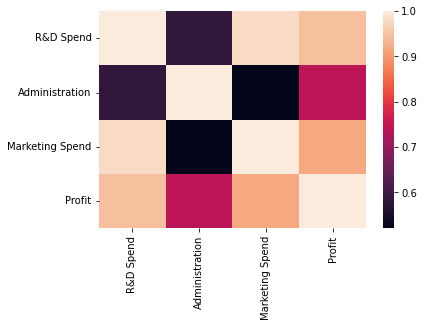 R&D Spend
Administration
Marketing Spend
Profit
R&D Spend
Administration
Marketing Spend
Profit
1.0
0.9
0.8
0.7
0.6